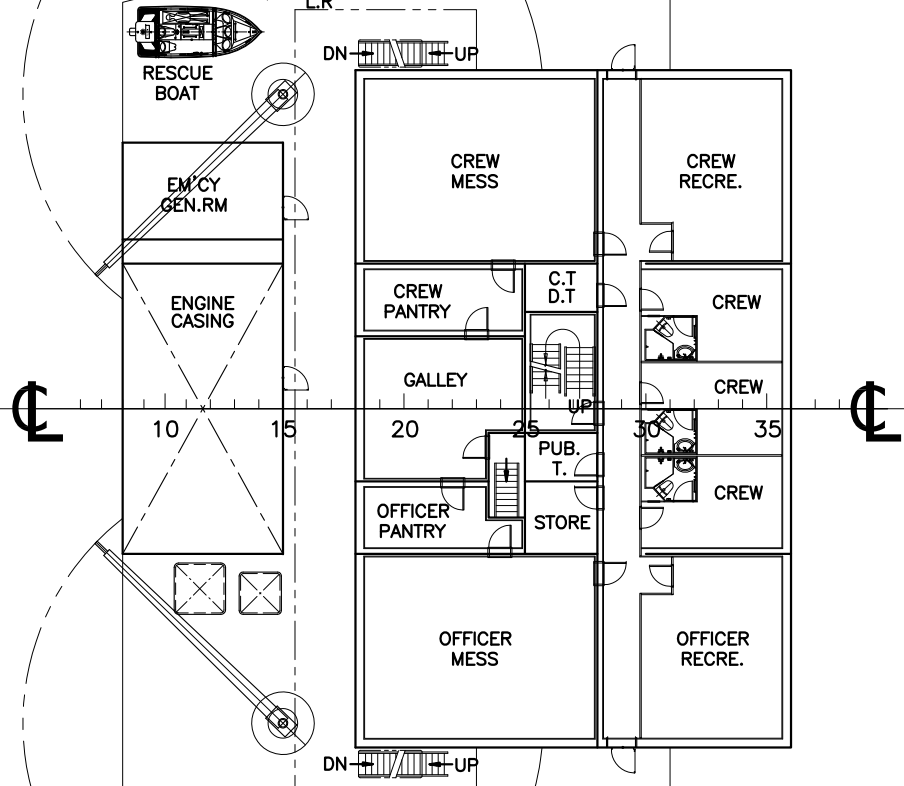 L.R
DN
UP
RESCUE
BOAT
CREW
MESS
CREW
RECRE.
EM'CY
GEN.RM
C.T
D.T
CREW
PANTRY
CREW
ENGINE
CASING
GALLEY
CREW
UP
℄
10
15
20
25
30
35
℄
PUB.
T.
CREW
OFFICER
PANTRY
STORE
OFFICER
MESS
OFFICER
RECRE.
DN
UP